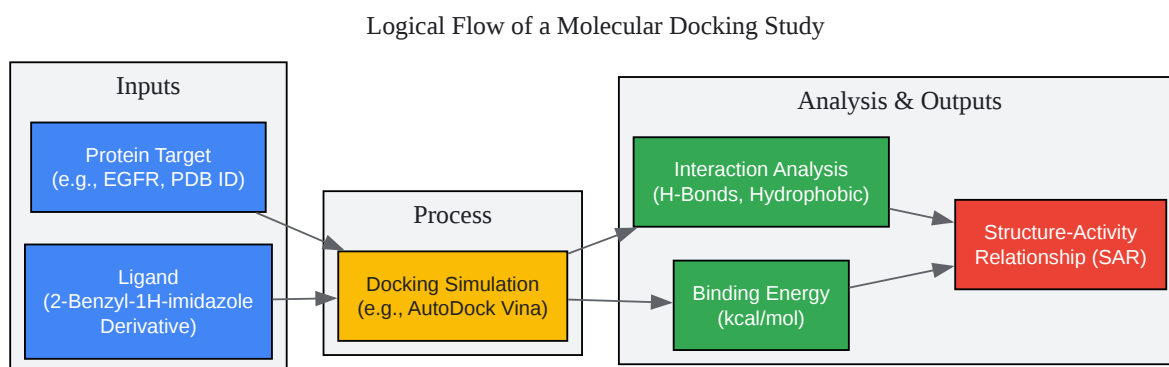 Logical Flow of a Molecular Docking Study
Inputs
Protein Target
(e.g., EGFR, PDB ID)
Ligand
(2-Benzyl-1H-imidazole
Derivative)
Process
Docking Simulation
(e.g., AutoDock Vina)
Analysis & Outputs
Interaction Analysis
(H-Bonds, Hydrophobic)
Binding Energy
(kcal/mol)
Structure-Activity
Relationship (SAR)